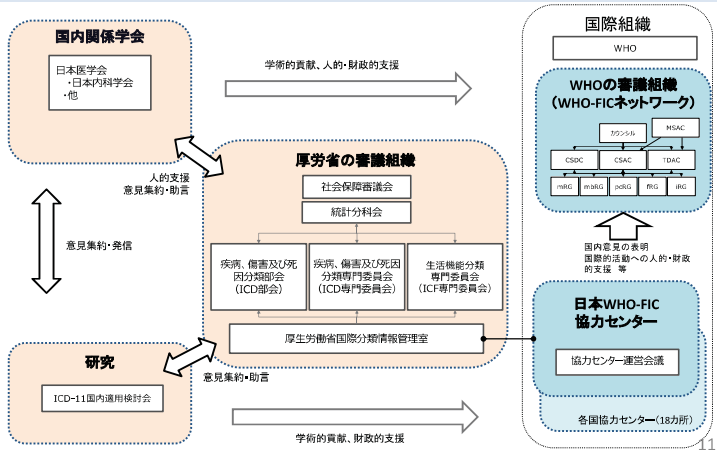 国内関係学会
日本医学会
・日本内科学会
・他
学術的貢献、人的・財政的支援
人的支援
意見集約・助言
意見集約・発信
厚労省の審議組織
社会保障審議会
統計分科会
疾病、傷害及び死
因分類部会
（ICD部会）
疾病、傷害及び死因
分類専門委員会
（ICD専門委員会）
生活機能分類
専門委員会
（ICF専門委員会）
厚生労働省国際分類情報管理室
研究
ICD-11国内適用検討会
意見集約・助言
学術的貢献、財政的支援
国際組織
WHO
WHOの審議組織
（WHO-FICネットワーク）
カウンシル
MSAC
CSDC
CSAC
TDAC
mRG
mbRG
pdRG
fRG
iRG
国内意見の表明
国際的活動への人的・財政
的支援 等
日本WHO-FIC
協力センター
協力センター運営会議
各国協力センター（18カ所）
11